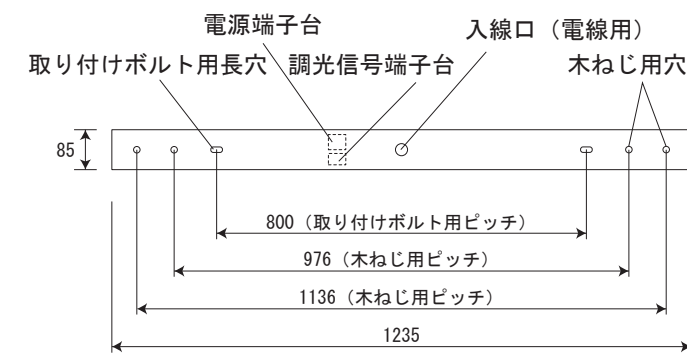 電源端子台
入線口（電線用）
取り付けボルト用長穴 調光信号端子台 木ねじ用穴
85
800（取り付けボルト用ピッチ）
976（木ねじ用ピッチ）
1136（木ねじ用ピッチ）
1235